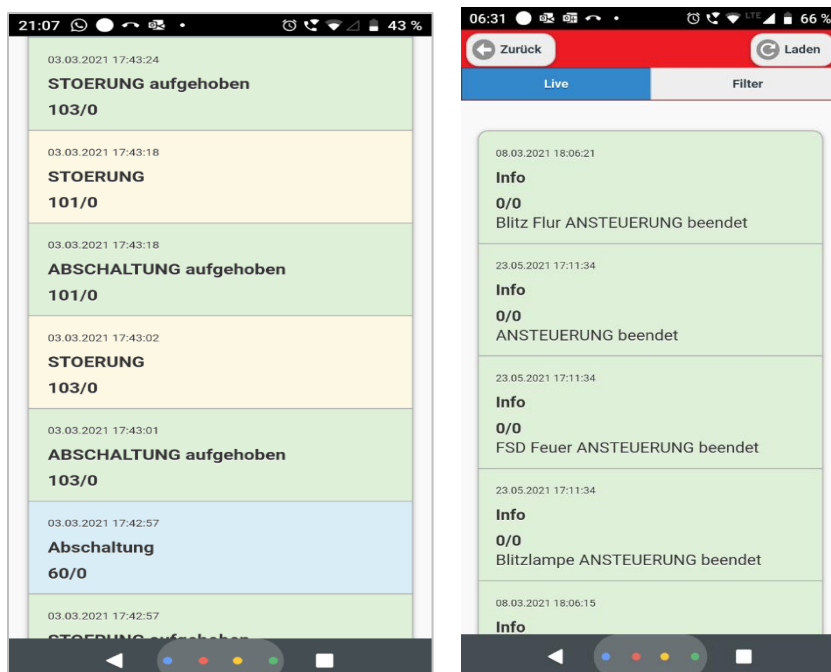 21:07 43 %
03.03.2021 17:43:24
STOERUNG aufgehoben
103/0
03.03.2021 17:43:18
STOERUNG
101/0
03.03.2021 17:43:18
ABSCHALTUNG aufgehoben
101/0
03.03.2021 17:43:02
STOERUNG
103/0
03.03.2021 17:43:01
ABSCHALTUNG aufgehoben
103/0
03.03.2021 17:42:57
Abschaltung
60/0
03.03.2021 17:42:57
STOERUNG aufgehoben
06:31 LTE 66 %
Zurück Laden
Live Filter
08.03.2021 18:06:21
Info
0/0
Blitz Flur ANSTEUERUNG beendet
23.05.2021 17:11:34
Info
0/0
ANSTEUERUNG beendet
23.05.2021 17:11:34
Info
0/0
FSD Feuer ANSTEUERUNG beendet
23.05.2021 17:11:34
Info
0/0
Blitzlampe ANSTEUERUNG beendet
08.03.2021 18:06:15
Info